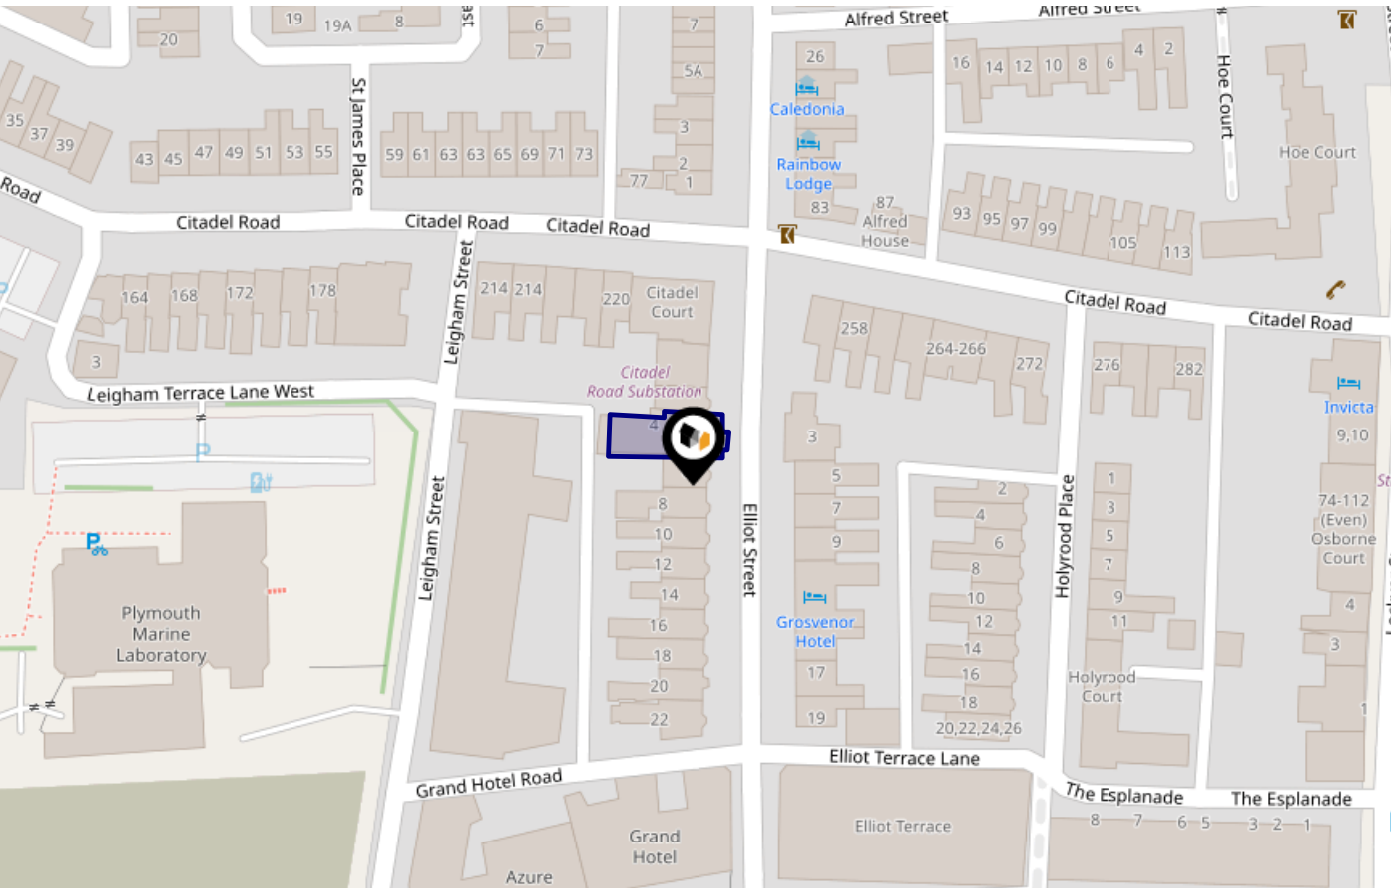 Alfred Street
Alfred Street
19
19A
8
20
6
7
7
5A
26
16
14
12
10
8
6
4
2
Hoe Court
Hoe Court
Caledonia
Rainbow
Lodge
35
37
39
43
45
47
49
51
53
55
St James Place
59
61
63
63
65
69
71
73
3
2
1
77
83
87
Alfred
House
93
95
97
99
105
113
Road
Citadel Road
Citadel Road
Citadel Road
Citadel Road
Citadel Road
164
168
172
178
3
Leigham Street
214
214
220
Citadel
Court
258
264-266
272
276
282
Invicta
9,10
Leigham Terrace Lane West
Citadel
Road Substation
4
P
3
5
7
9
Grosvenor
Hotel
17
19
8
10
12
14
16
18
20
22
Elliot Street
Leigham Street
2
4
6
8
10
12
14
16
18
20,22,24,26
Holyrood Place
1
3
5
7
9
11
Holyrood
Court
74-112
(Even)
Osborne
Court
4
3
1
P
Plymouth
Marine
Laboratory
Grand Hotel Road
Elliot Terrace Lane
The Esplanade
The Esplanade
Grand
Hotel
Azure
Elliot Terrace
8
7
6
5
3
2
1